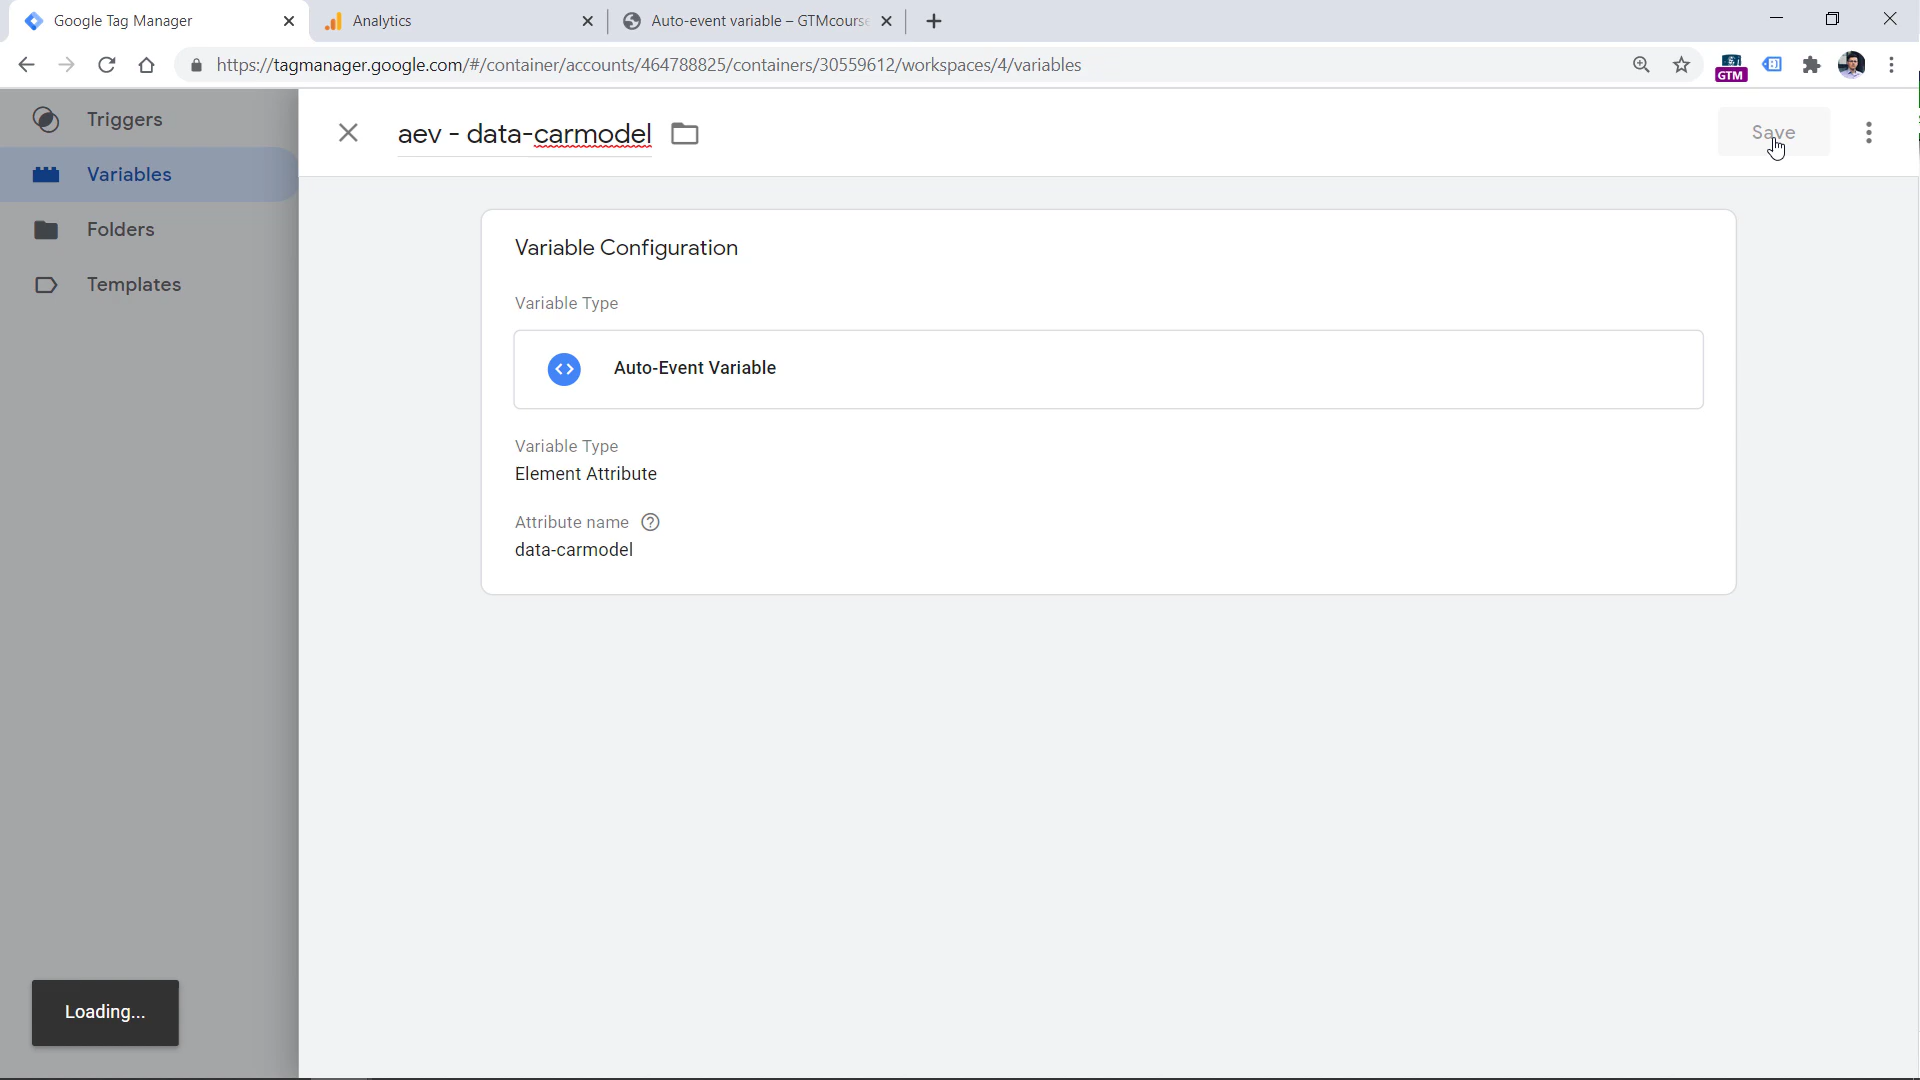 Google Tag Manager
Analytics
Auto-event variable – GTMcourse
https://tagmanager.google.com/#/container/accounts/464788825/containers/30559612/workspaces/4/variables
GTM
Triggers
Variables
Folders
Templates
aev - data-carmodel
Save
Variable Configuration
Variable Type
Auto-Event Variable
Variable Type
Element Attribute
Attribute name
data-carmodel
Loading...